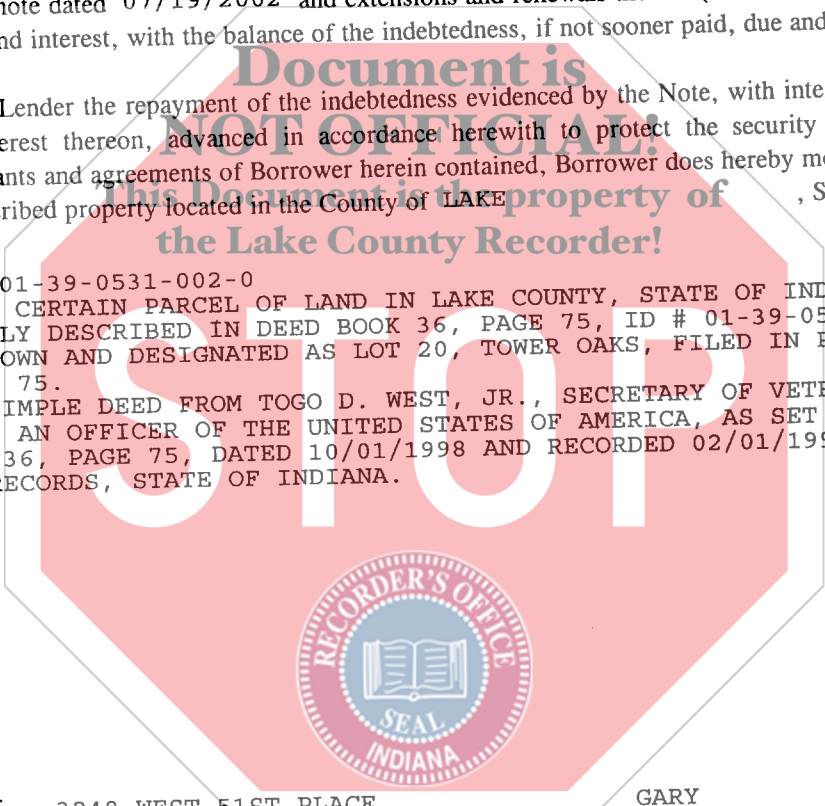 note dated 07/19/2002 and extensions and renewals
nd interest, with the balance of the indebtedness, if not sooner paid, due and
Document is
Lender the repayment of the indebtedness evidenced by the Note, with inte
NOT OFFICIAL!
erest thereon, advanced in accordance herewith to protect the security
ants and agreements of Borrower herein contained, Borrower does hereby mo
This Document is the property of
ribed property located in the County of LAKE , S
the Lake County Recorder!
01-39-0531-002-0
CERTAIN PARCEL OF LAND IN LAKE COUNTY, STATE OF IND
LY DESCRIBED IN DEED BOOK 36, PAGE 75, ID # 01-39-05
OWN AND DESIGNATED AS LOT 20, TOWER OAKS, FILED IN P
75.
IMPLE DEED FROM TOGO D. WEST, JR., SECRETARY OF VETE
AN OFFICER OF THE UNITED STATES OF AMERICA, AS SET
36, PAGE 75, DATED 10/01/1998 AND RECORDED 02/01/199
RECORDS, STATE OF INDIANA.
STOP
RECORDER'S OFFICE
SEAL
INDIANA
WEST 51ST PLACE GARY